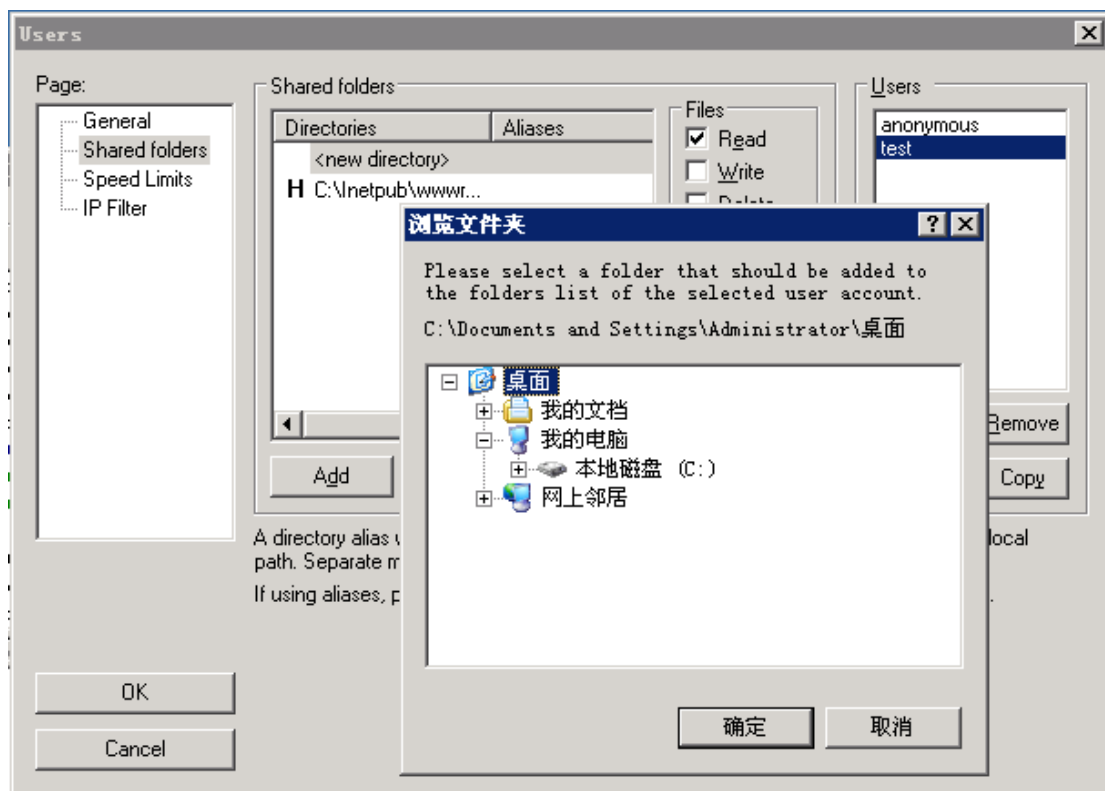 Users
Page:
General
Shared folders
Speed Limits
IP Filter
Shared folders
Directories Aliases
<new directory>
H C:\Inetpub\wwwr...
Files
Read
Write
Users
anonymous
test
浏览文件夹
Please select a folder that should be added to
the folders list of the selected user account.
C:\Documents and Settings\Administrator\桌面
桌面
我的文档
我的电脑
本地磁盘 (C:)
网上邻居
确定 取消
Add
Remove
Copy
A directory alias local
path. Separate
If using aliases,
OK
Cancel